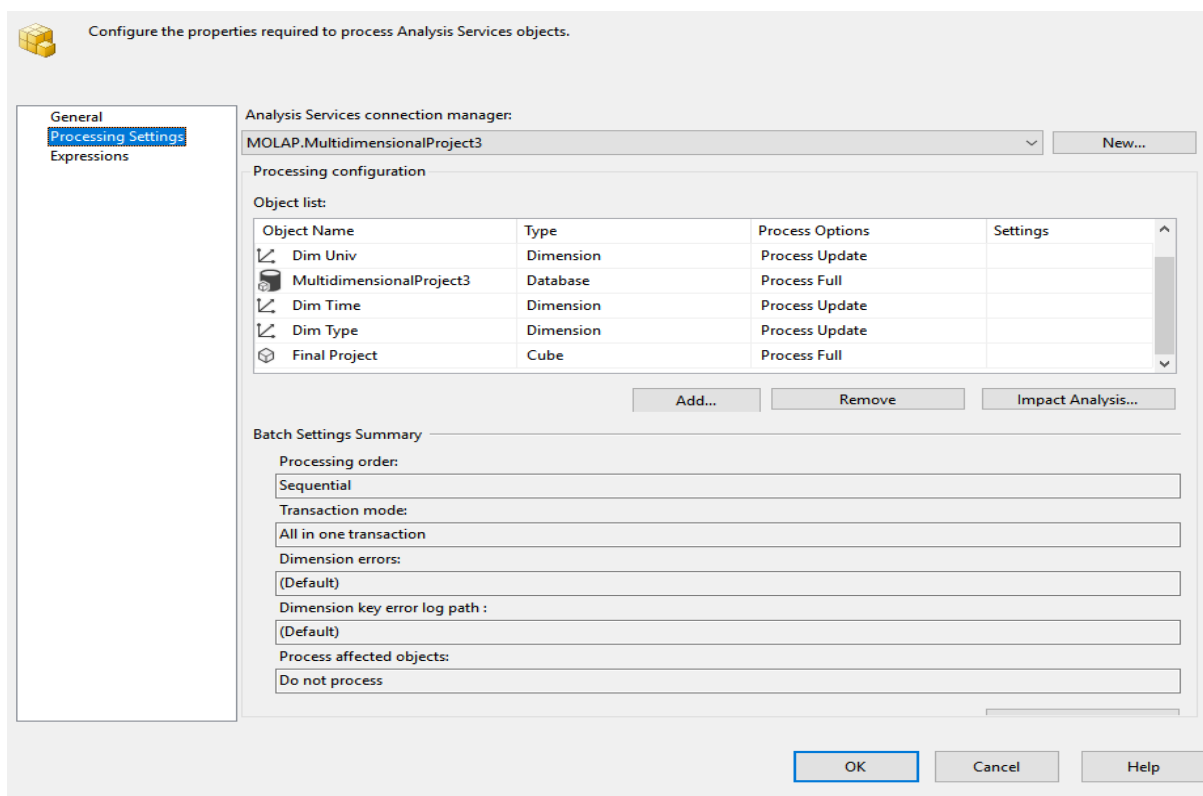 Configure the properties required to process Analysis Services objects.
General
Processing Settings
Expressions
Analysis Services connection manager:
MOLAP.MultidimensionalProject3
New...
Processing configuration
Object list:
Object Name Type Process Options Settings
Dim Univ Dimension Process Update
MultidimensionalProject3 Database Process Full
Dim Time Dimension Process Update
Dim Type Dimension Process Update
Final Project Cube Process Full
Add... Remove Impact Analysis...
Batch Settings Summary
Processing order:
Sequential
Transaction mode:
All in one transaction
Dimension errors:
(Default)
Dimension key error log path :
(Default)
Process affected objects:
Do not process
OK Cancel Help